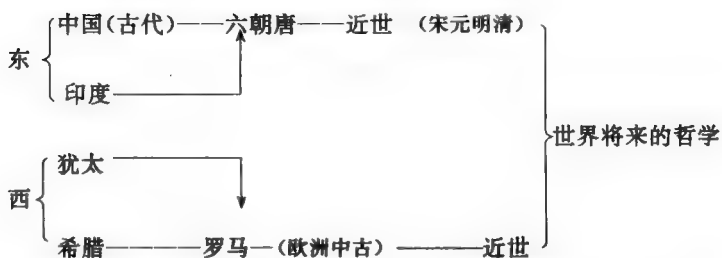 中国(古代)——六朝唐——近世 (宋元明清)
东
印度
世界将来的哲学
犹太
西
希腊———罗马—(欧洲中古)——近世